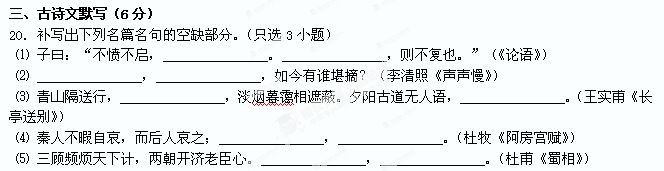 三、古诗文默写（6 分）
20．补写出下列名篇名句的空缺部分。（只选 3 小题）
⑴ 子曰：“不愤不启，______________。______________，则不复也。”（《论语》）
⑵ ______________，______________，如今有谁堪摘？（李清照《声声慢》）
⑶ 青山隔送行，______________，淡烟暮霭相遮蔽。夕阳古道无人语，______________。（王实甫《长
亭送别》）
⑷ 秦人不暇自哀，而后人哀之；______________，______________。（杜牧《阿房宫赋》）
⑸ 三顾频烦天下计，两朝开济老臣心。______________，______________。（杜甫《蜀相》）